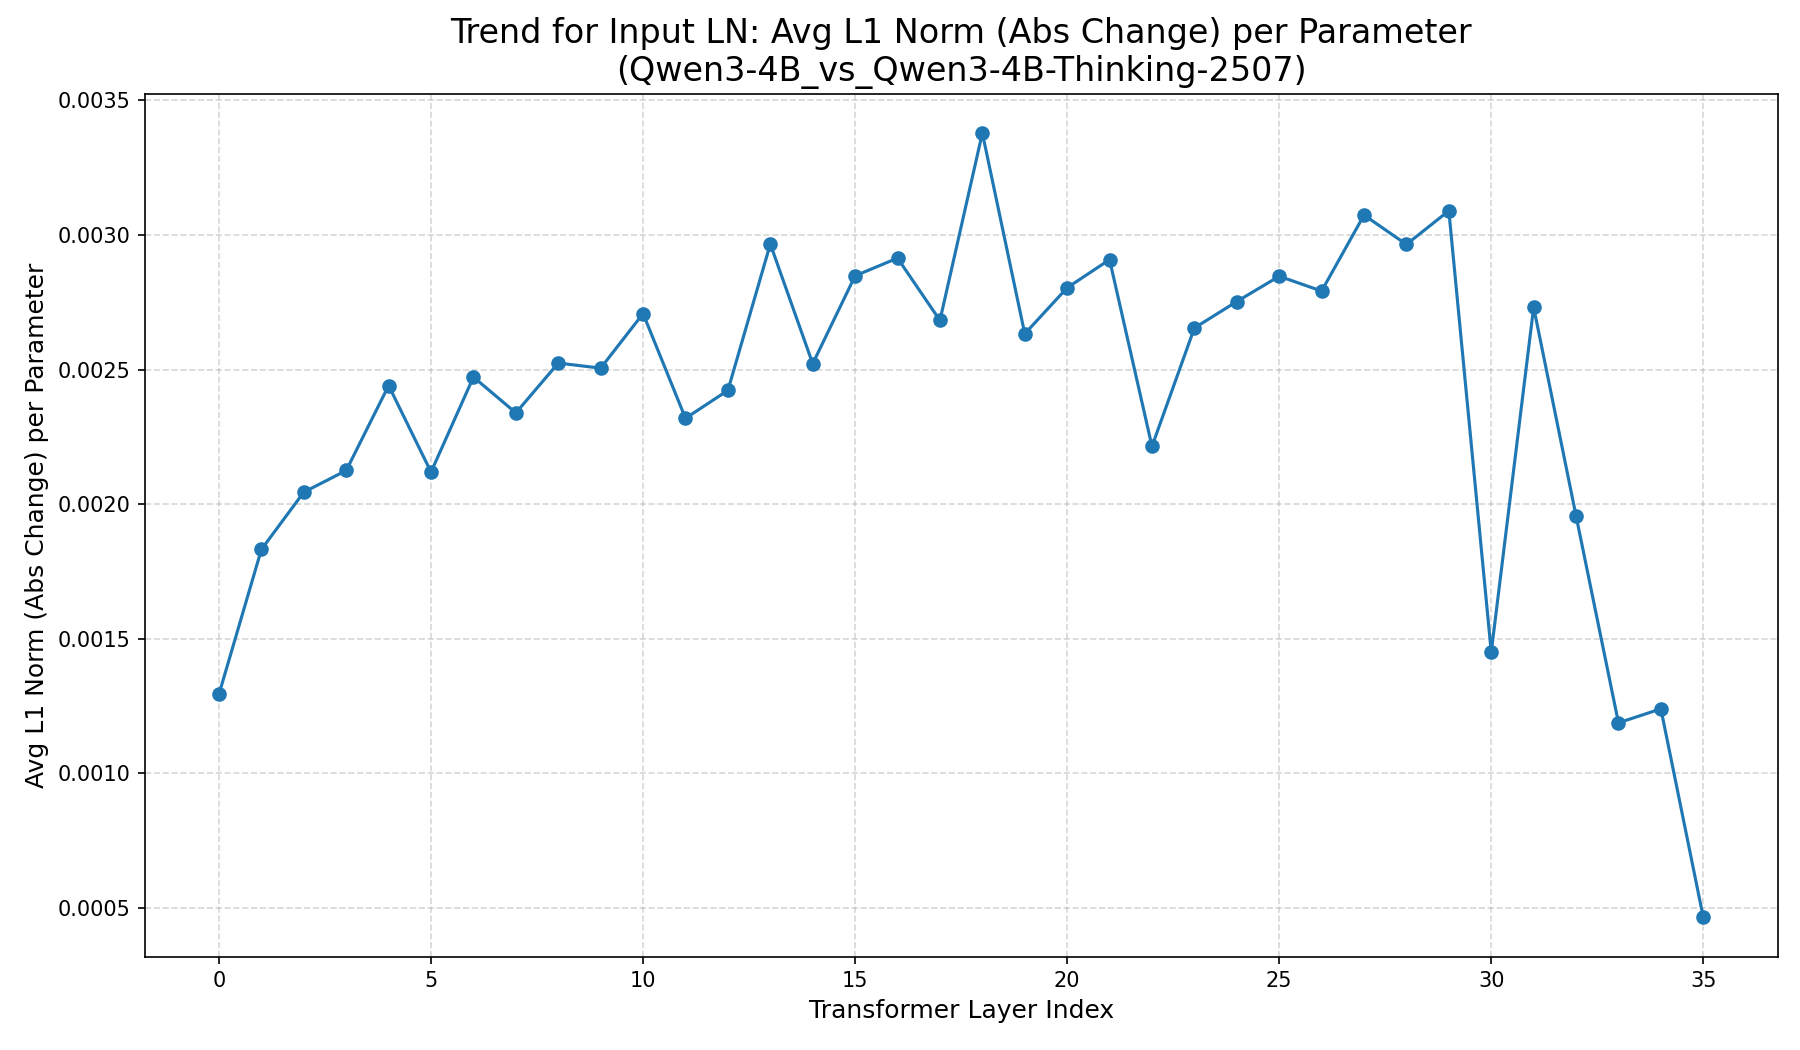 Trend for Input LN: Avg L1 Norm (Abs Change) per Parameter
(Qwen3-4B_vs_Qwen3-4B-Thinking-2507)
Avg L1 Norm (Abs Change) per Parameter
0.0035
0.0030
0.0025
0.0020
0.0015
0.0010
0.0005
0 5 10 15 20 25 30 35
Transformer Layer Index